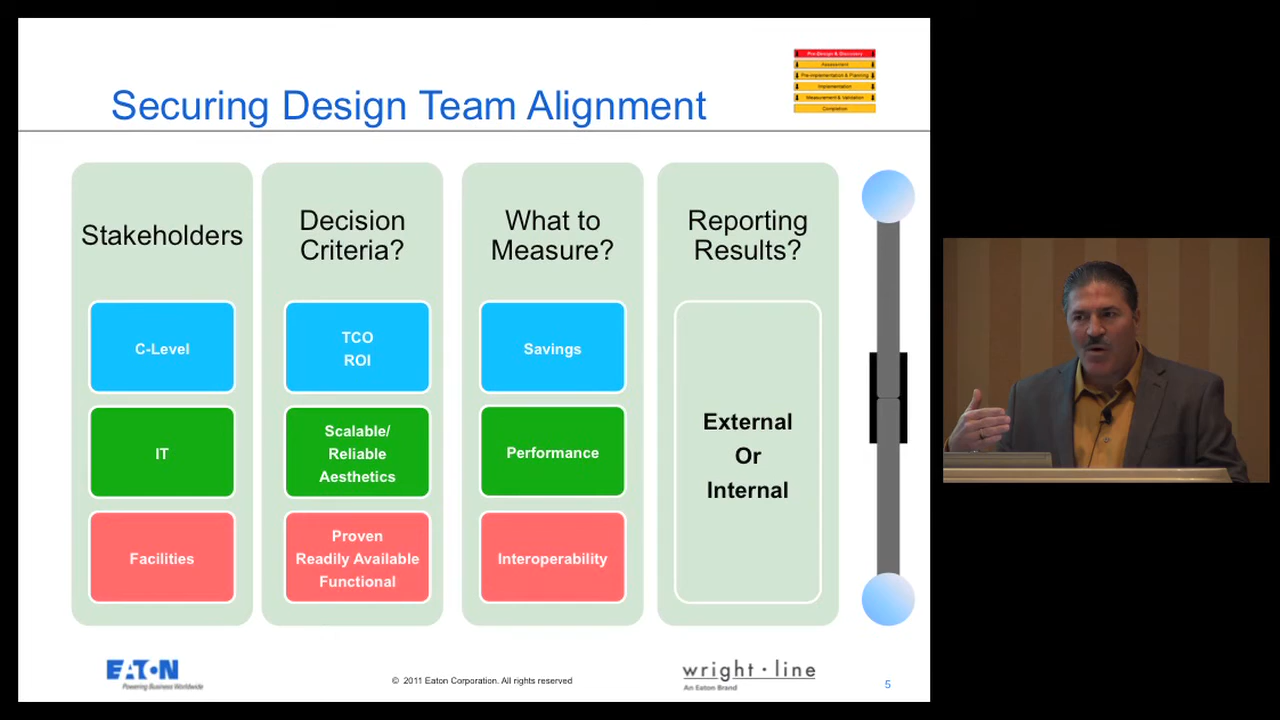 Pre-Design & Discovery
Assessment
Pre-implementation & Planning
Implementation
Measurement & Validation
Completion
Securing Design Team Alignment
Stakeholders
Decision
Criteria?
What to
Measure?
Reporting
Results?
C-Level
TCO
ROI
Savings
External
Or
Internal
IT
Scalable/
Reliable
Aesthetics
Performance
Facilities
Proven
Readily Available
Functional
Interoperability
EATON
Powering Business Worldwide
© 2011 Eaton Corporation. All rights reserved
wright·line
An Eaton Brand
5